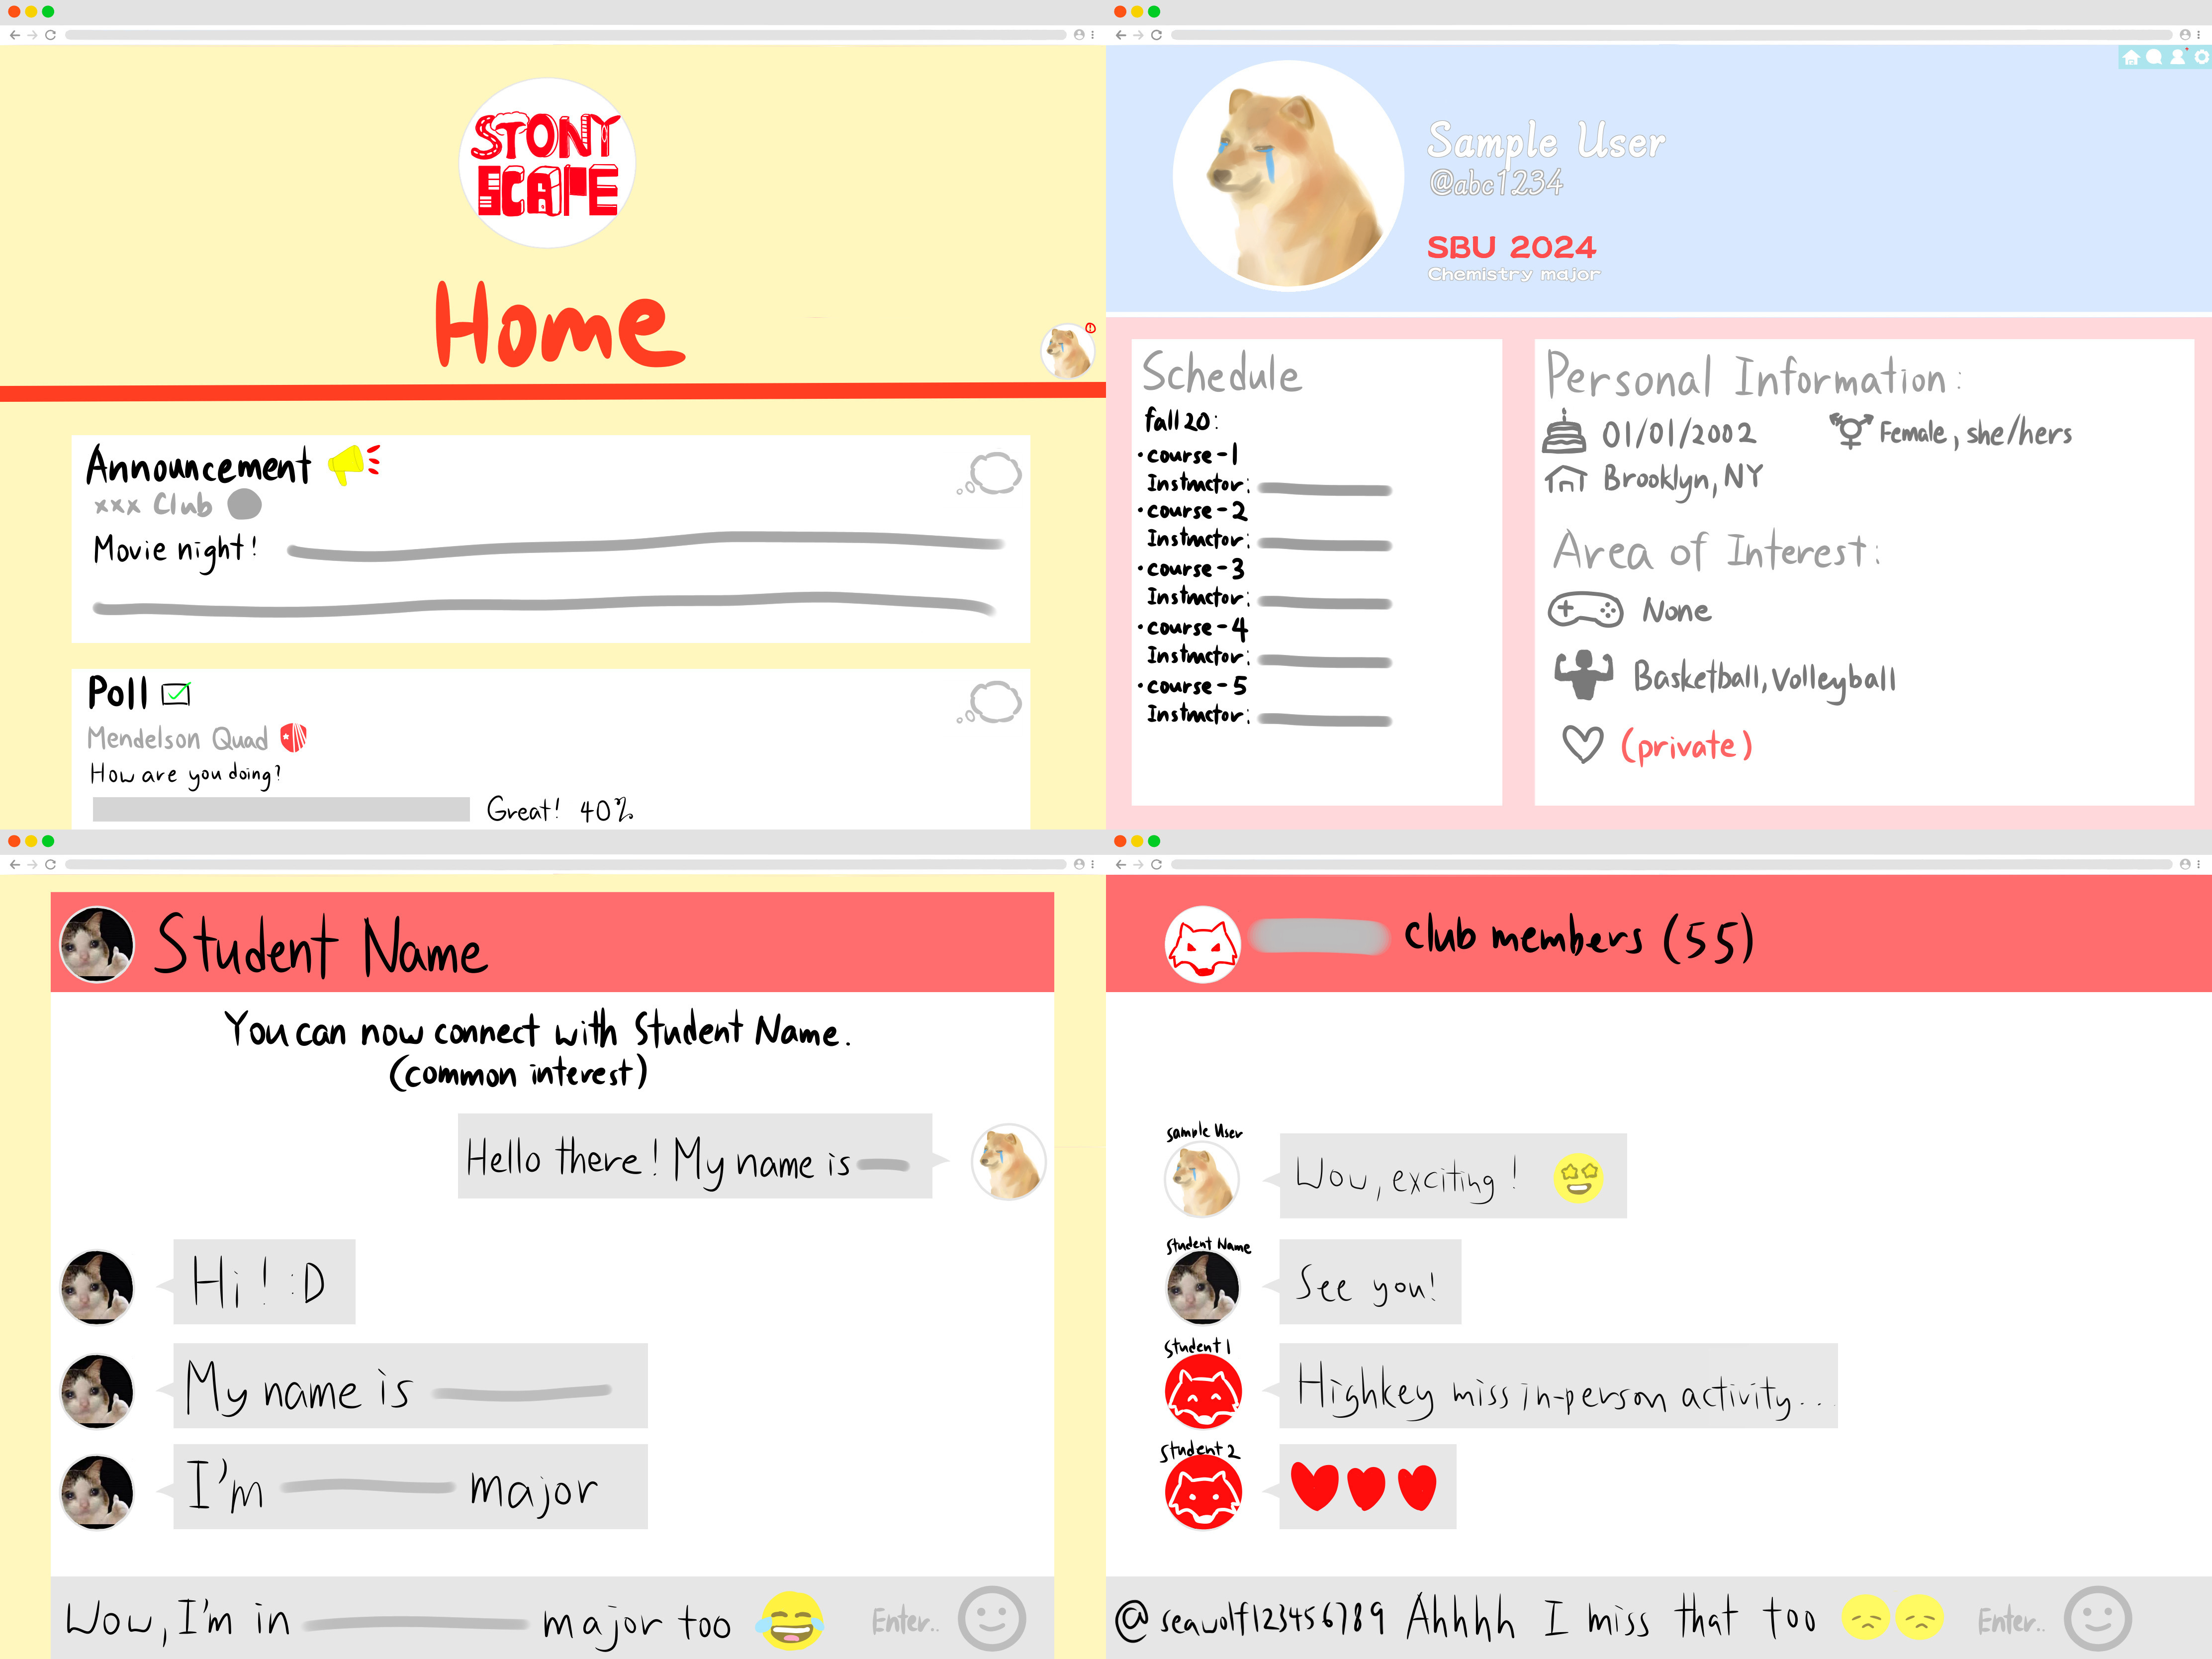 STONY
SCAPE
Home
Announcement
xxx Club
Movie night!
Poll
Mendelson Quad
How are you doing?
Great! 40%
Sample User
@abc1234
SBU 2024
Chemistry major
Schedule
fall 20:
• course-1
Instructor:
• course-2
Instructor:
• course-3
Instructor:
• course-4
Instructor:
• course-5
Instructor:
Personal Information:
01/01/2002
Female, she/hers
Brooklyn, NY
Area of Interest:
None
Basketball, Volleyball
(private)
Student Name
You can now connect with Student Name.
(common interest)
Hello there! My name is
Hi! :D
My name is
I'm major
Wow, I'm in major too
Enter..
club members (55)
Sample User
Wow, exciting!
Student Name
See you!
Student 1
Highkey miss in-person activity...
Student 2
@seawolf123456789 Ahhhh I miss that too
Enter..